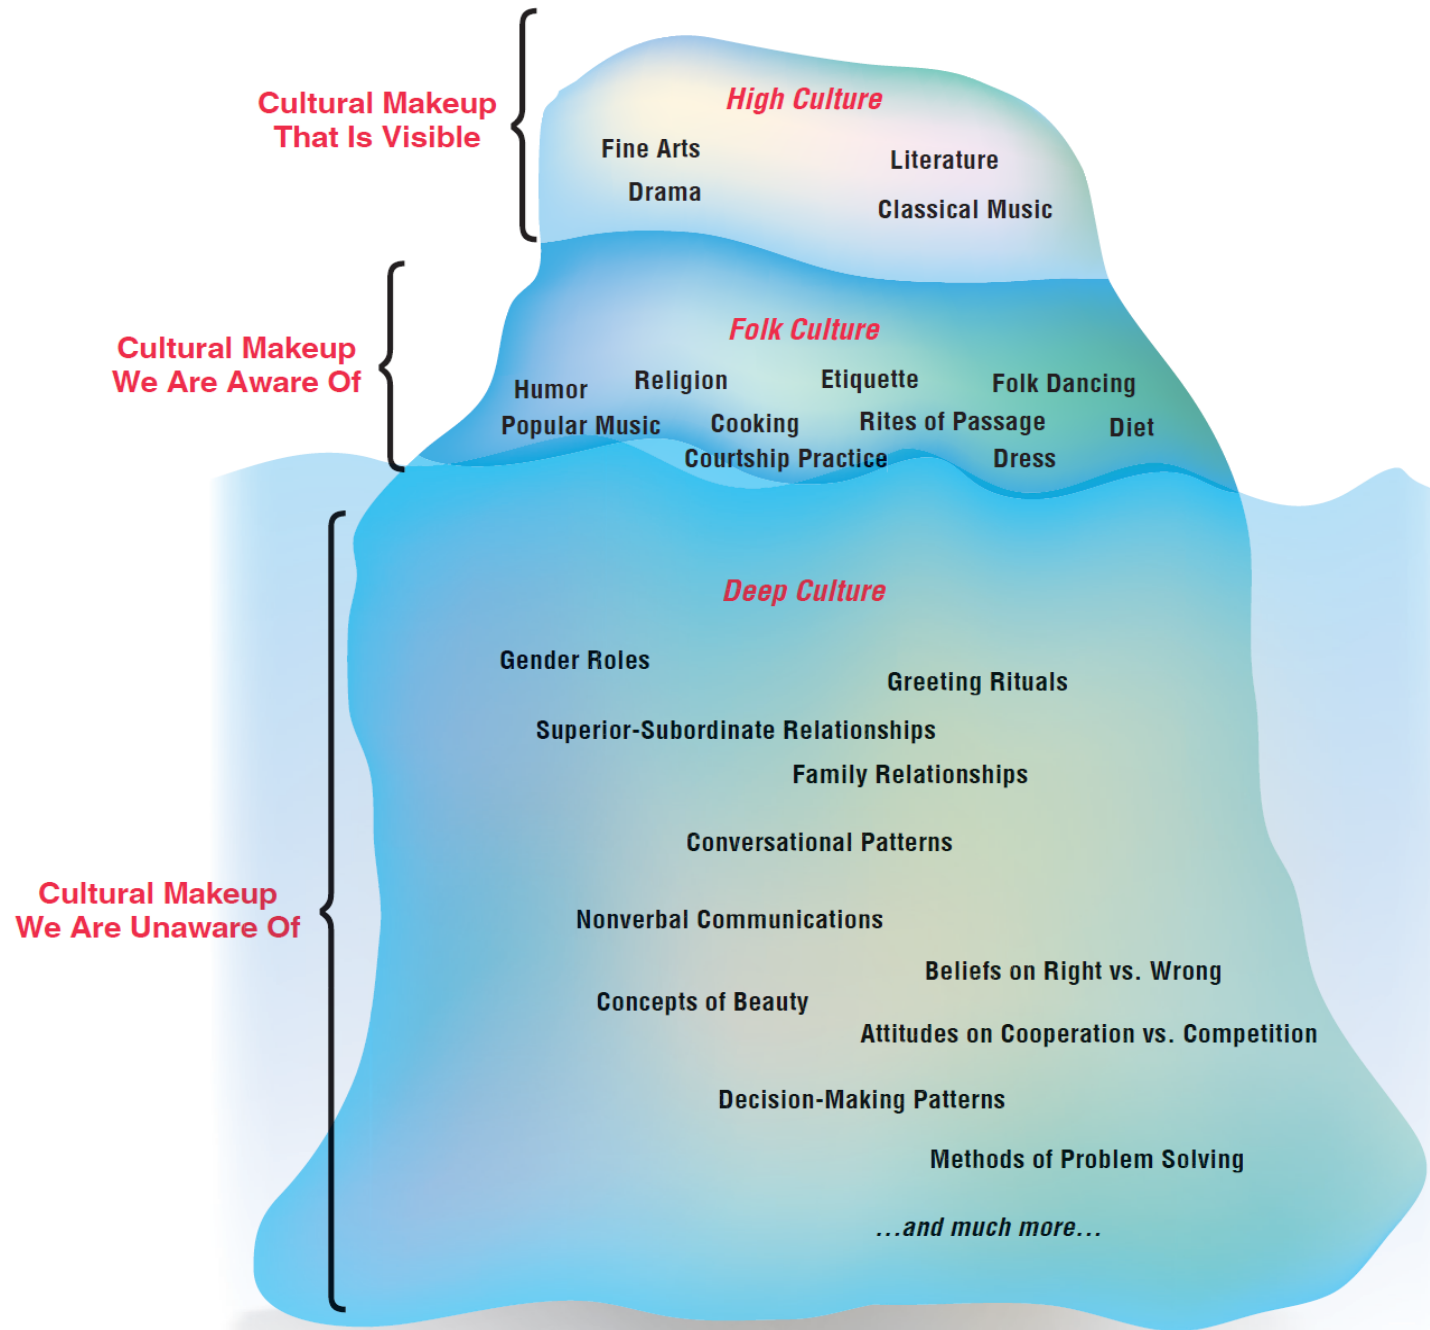 Cultural Makeup
That Is Visible
High Culture
Fine Arts
Literature
Drama
Classical Music
Cultural Makeup
We Are Aware Of
Folk Culture
Humor
Religion
Etiquette
Folk Dancing
Popular Music
Cooking
Rites of Passage
Diet
Courtship Practice
Dress
Cultural Makeup
We Are Unaware Of
Deep Culture
Gender Roles
Greeting Rituals
Superior-Subordinate Relationships
Family Relationships
Conversational Patterns
Nonverbal Communications
Beliefs on Right vs. Wrong
Concepts of Beauty
Attitudes on Cooperation vs. Competition
Decision-Making Patterns
Methods of Problem Solving
...and much more...